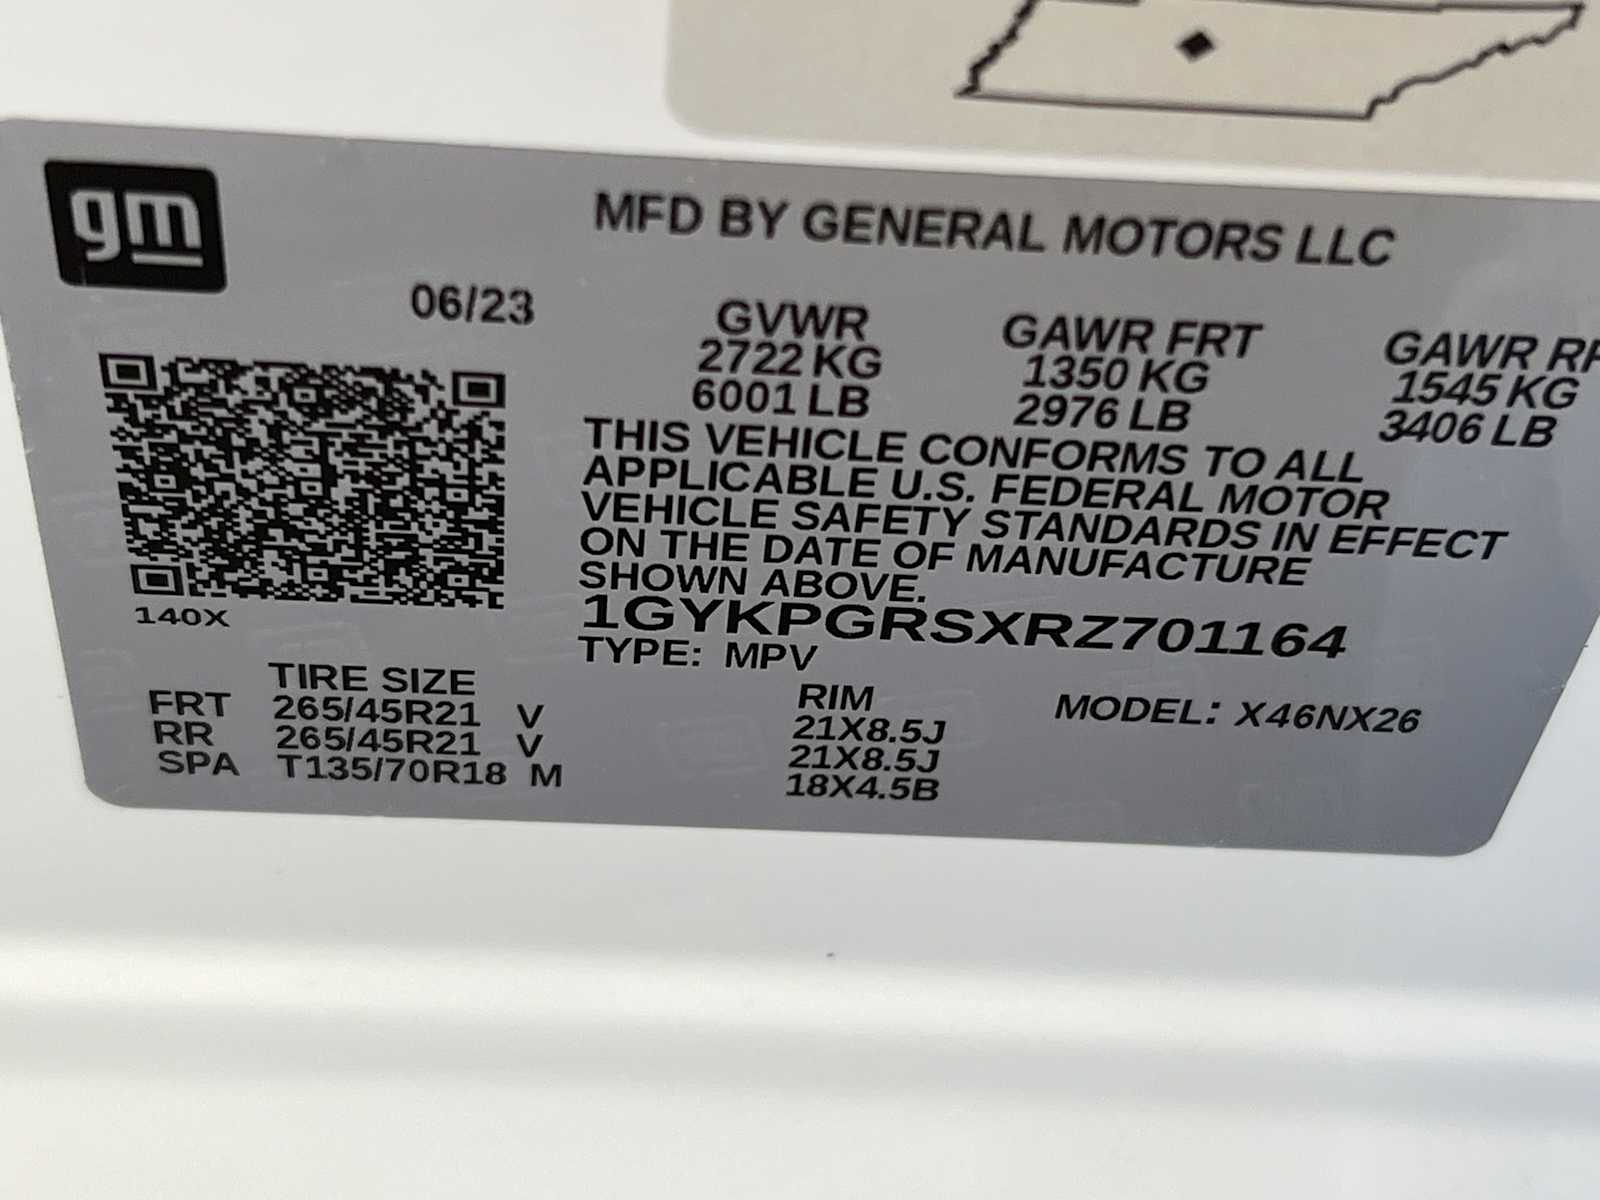 gm
MFD BY GENERAL MOTORS LLC
06/23
GVWR GAWR FRT GAWR RR
2722 KG 1350 KG 1545 KG
6001 LB 2976 LB 3406 LB
THIS VEHICLE CONFORMS TO ALL
APPLICABLE U.S. FEDERAL MOTOR
VEHICLE SAFETY STANDARDS IN EFFECT
ON THE DATE OF MANUFACTURE
SHOWN ABOVE.
140X
1GYKPGRSXRZ701164
TYPE: MPV
TIRE SIZE RIM MODEL: X46NX26
FRT 265/45R21 V 21X8.5J
RR 265/45R21 V 21X8.5J
SPA T135/70R18 M 18X4.5B